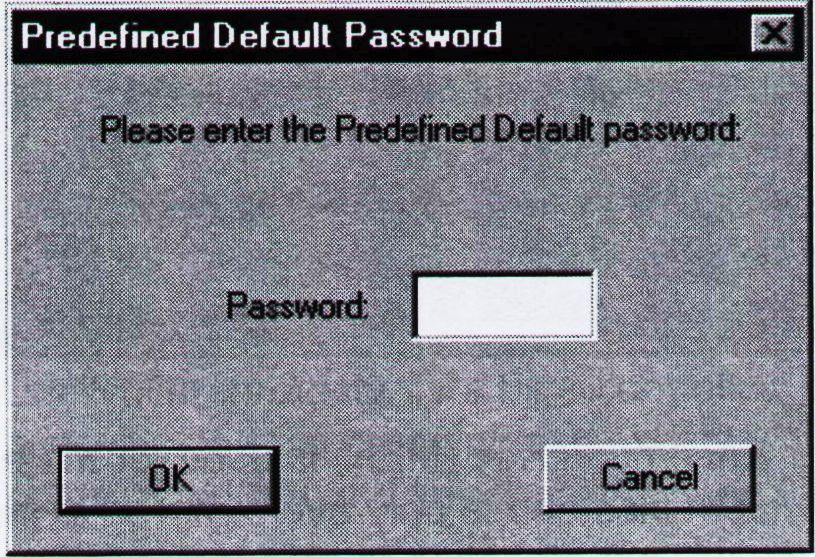 Predefined Default Password
Please enter the Predefined Default password:
Password:
OK
Cancel